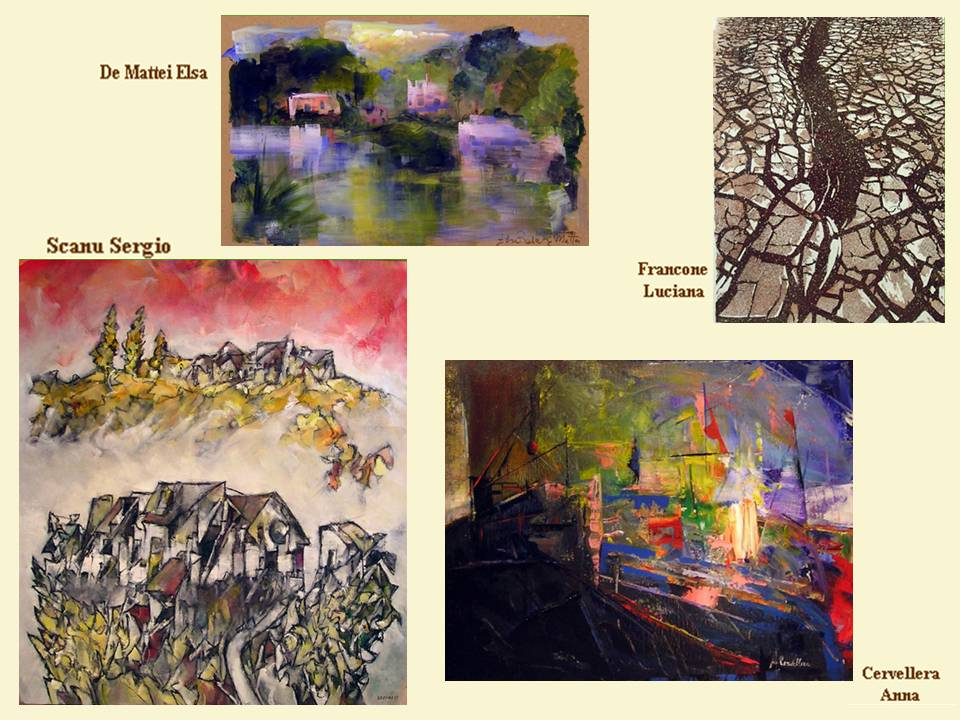 De Mattei Elsa
Scanu Sergio
Francone
Luciana
Cervellera
Anna